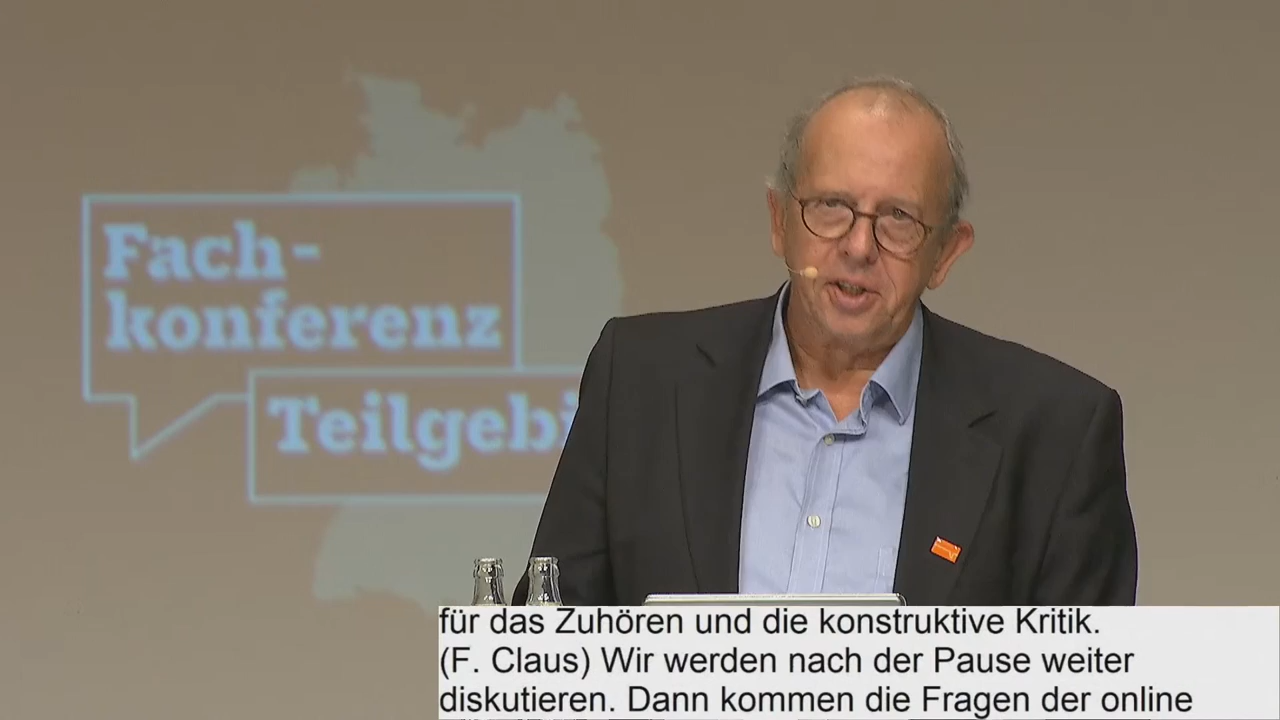 Fach-
konferenz
Teilgebi
für das Zuhören und die konstruktive Kritik.
(F. Claus) Wir werden nach der Pause weiter
diskutieren. Dann kommen die Fragen der online